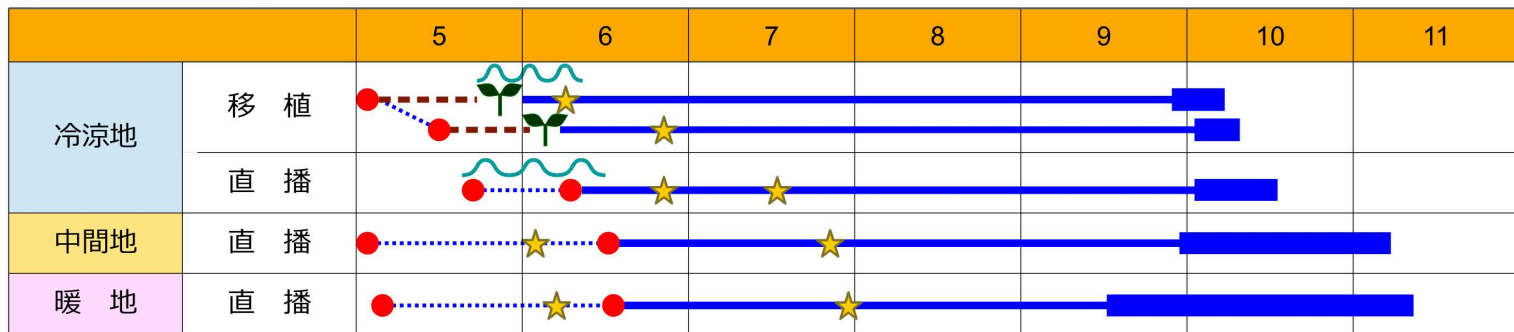 5 6 7 8 9 10 11
冷涼地 移 植
直 播
中間地 直 播
暖 地 直 播